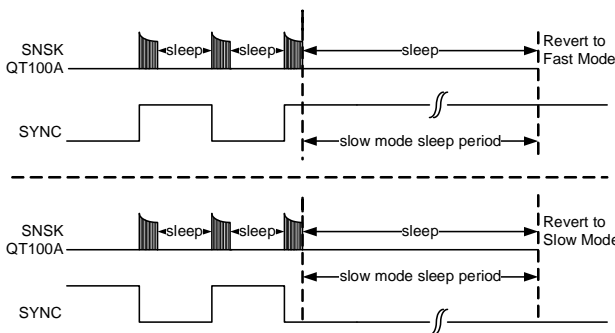 SNSK
QT100A
sleep
sleep
sleep
Revert to
Fast Mode
SYNC
slow mode sleep period
SNSK
QT100A
sleep
sleep
sleep
Revert to
Slow Mode
slow mode sleep period
SYNC